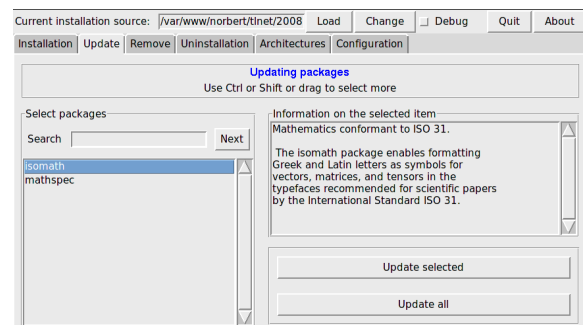 Current installation source: /var/www/norbert/tlnet/2008 Load Change Debug Quit About
Installation Update Remove Uninstallation Architectures Configuration
Updating packages
Use Ctrl or Shift or drag to select more
Select packages
Search Next
isomath
mathspec
Information on the selected item
Mathematics conformant to ISO 31.
The isomath package enables formatting
Greek and Latin letters as symbols for
vectors, matrices, and tensors in the
typefaces recommended for scientific papers
by the International Standard ISO 31.
Update selected
Update all